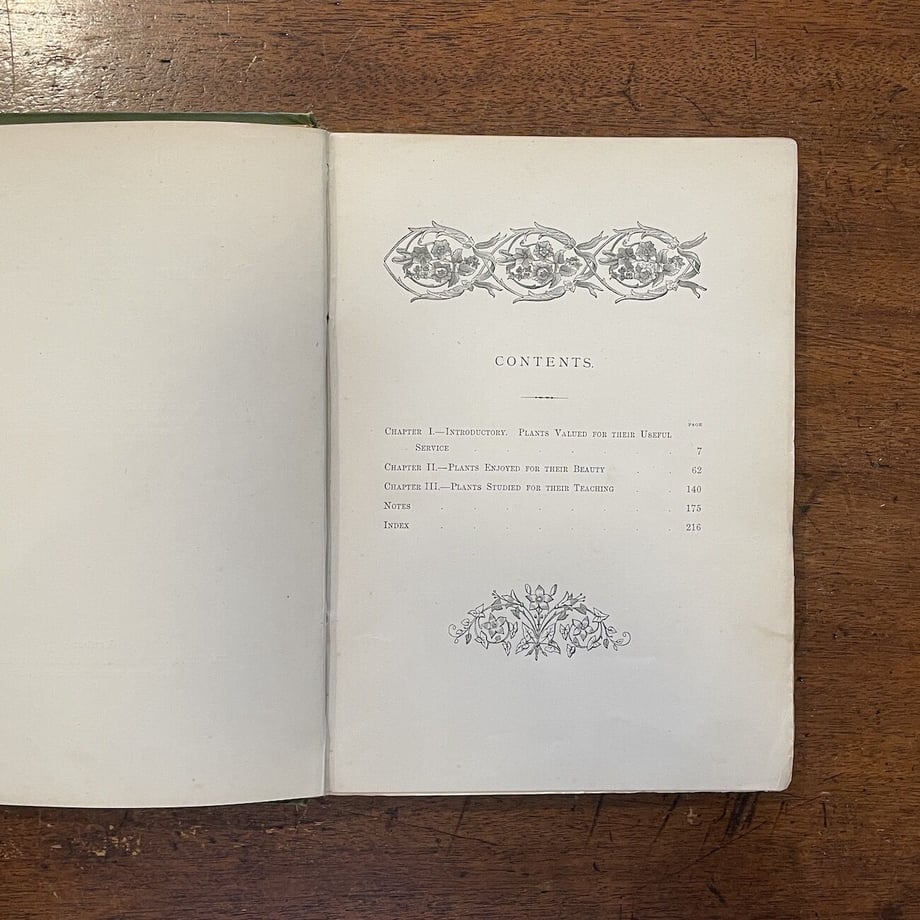 CONTENTS.
PAGE
CHAPTER I.—INTRODUCTORY. PLANTS VALUED FOR THEIR USEFUL
SERVICE . . . . . . . . 7
CHAPTER II.—PLANTS ENJOYED FOR THEIR BEAUTY . . 62
CHAPTER III.—PLANTS STUDIED FOR THEIR TEACHING . . 140
NOTES . . . . . . . . 175
INDEX . . . . . . . . 216